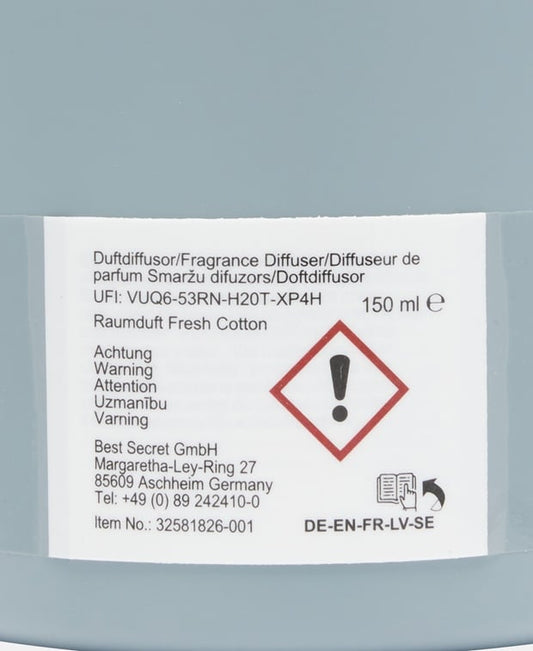 Duftdiffusor/Fragrance Diffuser/Diffuseur de
parfum Smaržu difuzors/Doftdiffusor
UFI: VUQ6-53RN-H20T-XP4H
150 ml ℮
Raumduft Fresh Cotton
Achtung
Warning
Attention
Uzmanību
Varning
Best Secret GmbH
Margaretha-Ley-Ring 27
85609 Aschheim Germany
Tel: +49 (0) 89 242410-0
Item No.: 32581826-001
DE-EN-FR-LV-SE